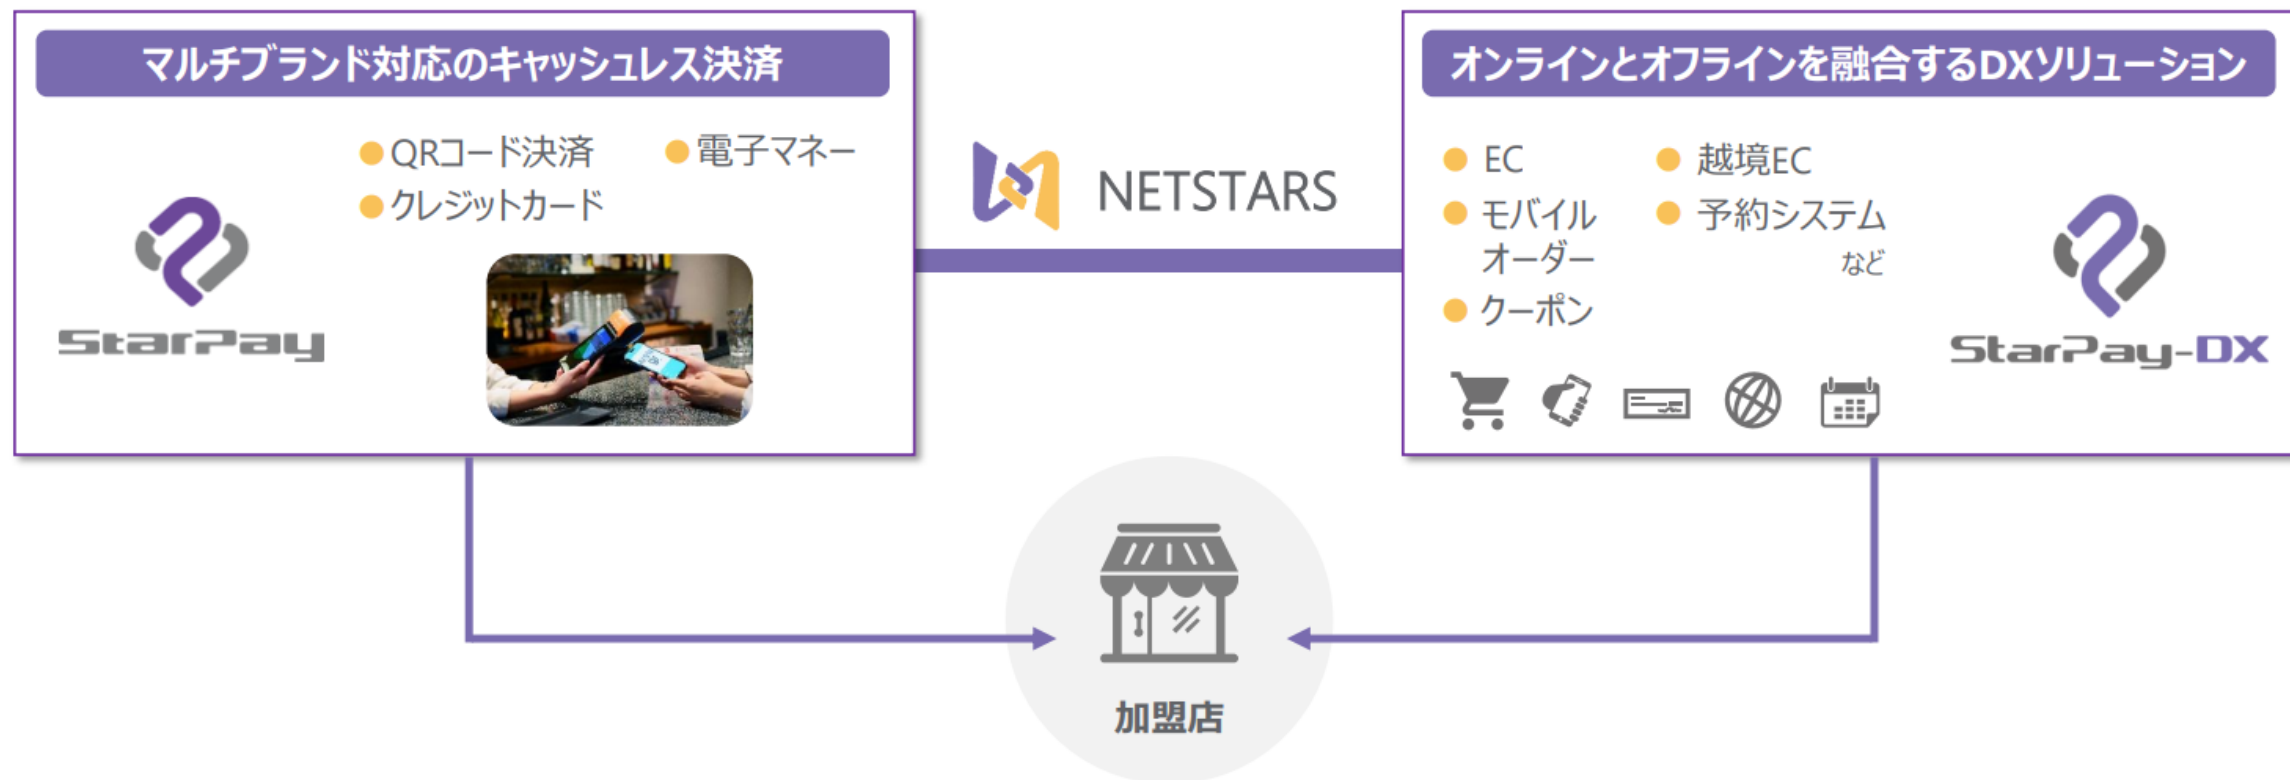 マルチブランド対応のキャッシュレス決済
QRコード決済
電子マネー
クレジットカード
StarPay
NETSTARS
オンラインとオフラインを融合するDXソリューション
EC
越境EC
モバイル
オーダー
予約システム
など
クーポン
StarPay-DX
加盟店